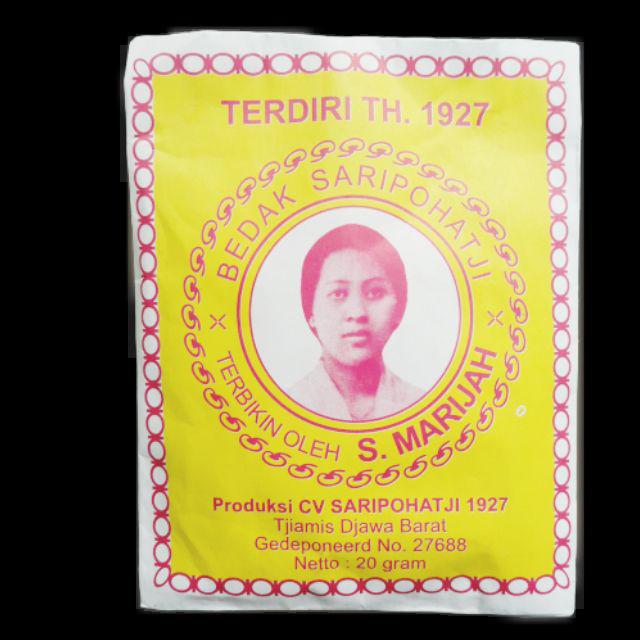 TERDIRI TH. 1927
BEDAK SARIPOHATJI
TERBIKIN OLEH S. MARIJAH
Produksi CV SARIPOHATJI 1927
Tjiamis Djawa Barat
Gedeponeerd No. 27688
Netto : 20 gram